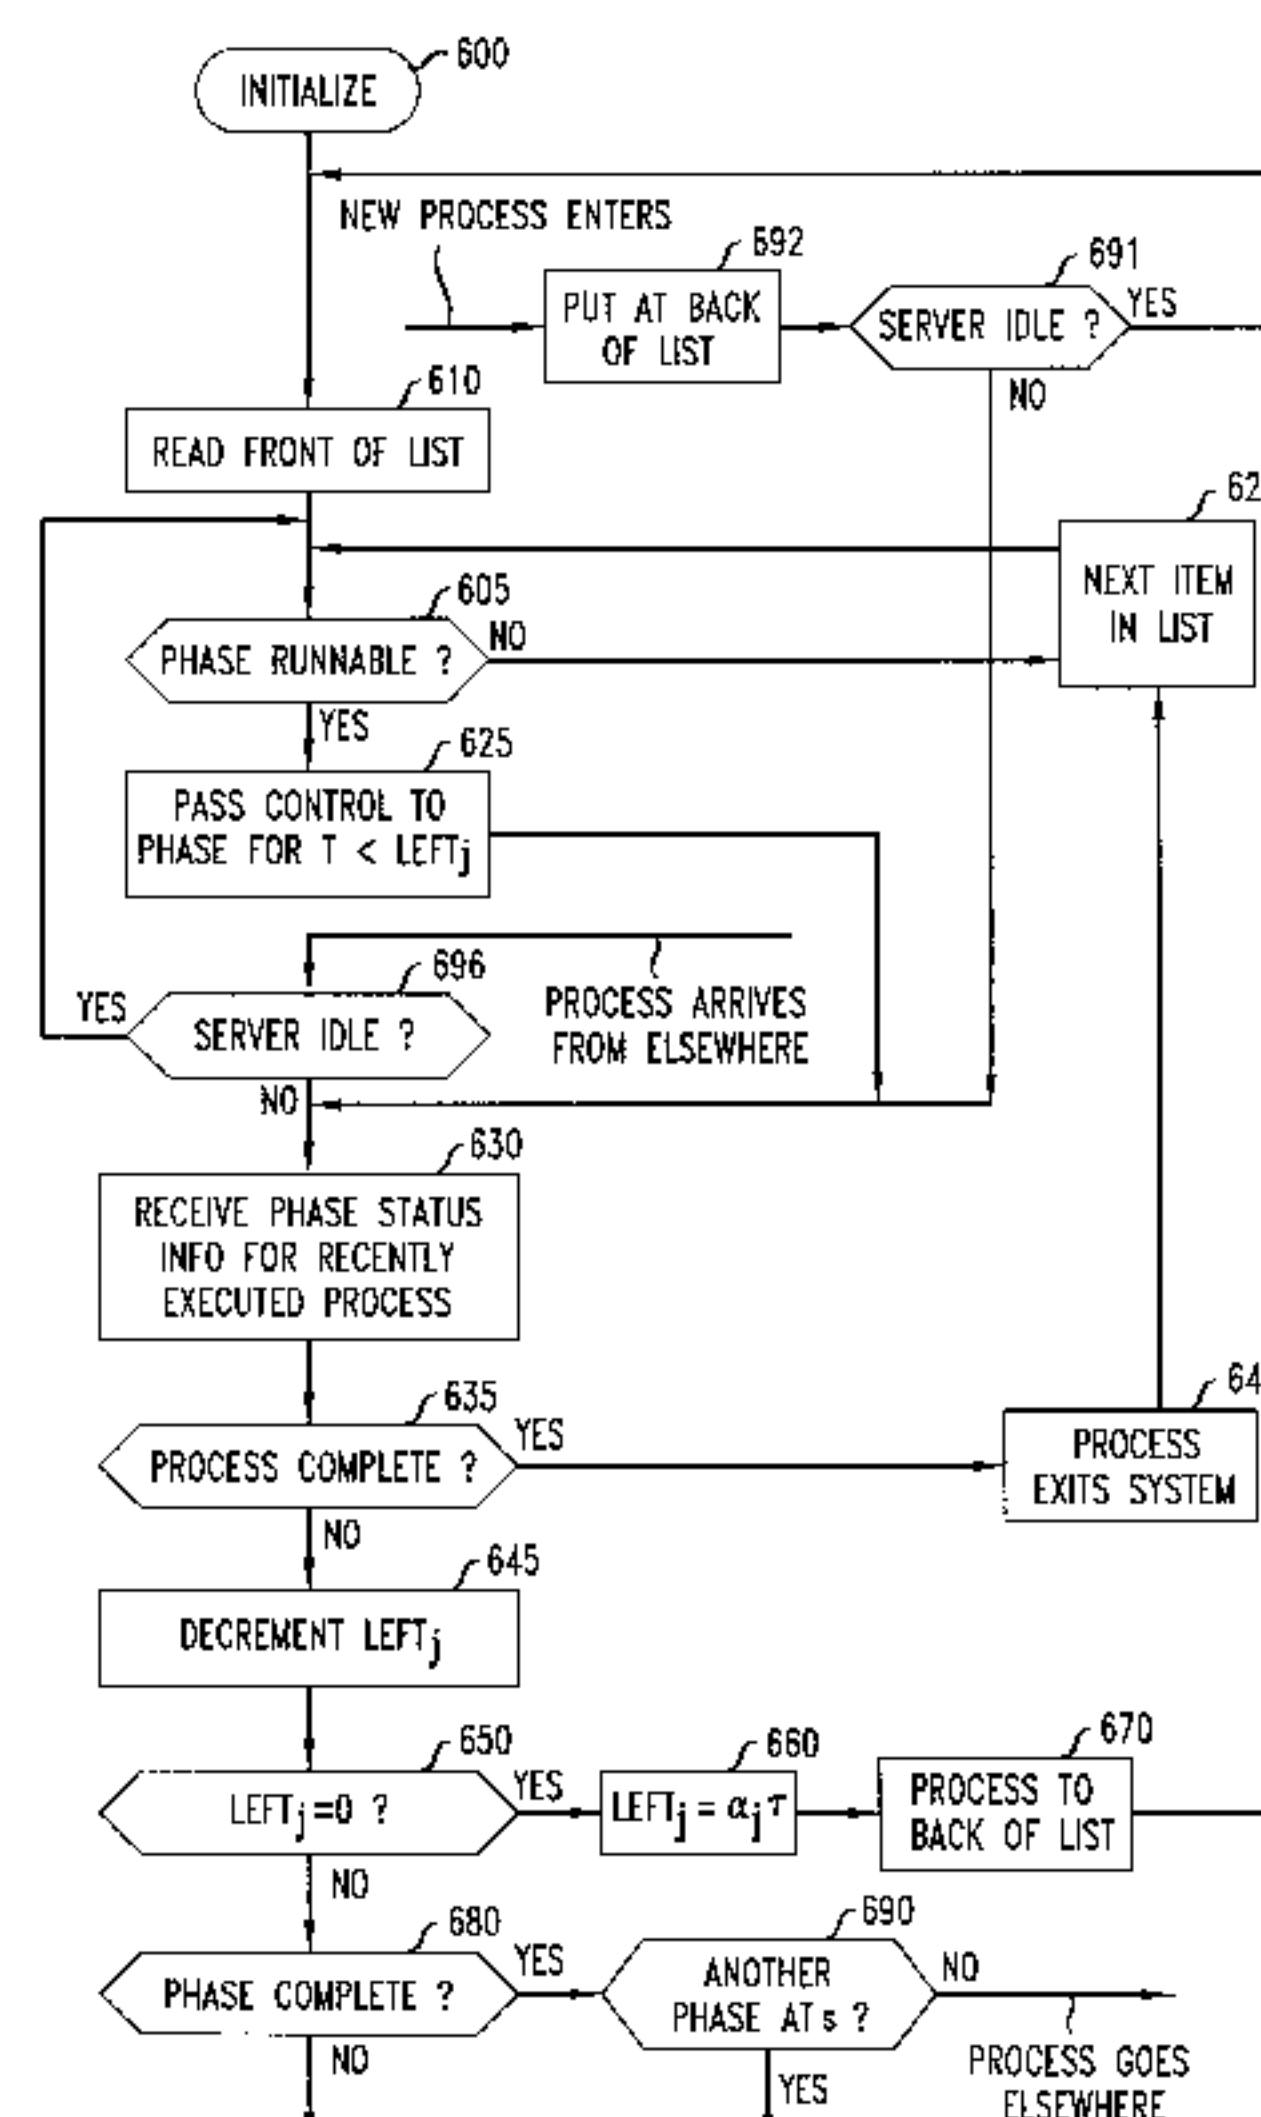 600
INITIALIZE
NEW PROCESS ENTERS
692
691
PUT AT BACK
OF LIST
SERVER IDLE ?
YES
NO
610
READ FRONT OF LIST
62
NEXT ITEM
IN LIST
605
PHASE RUNNABLE ?
NO
YES
625
PASS CONTROL TO
PHASE FOR T < LEFTj
696
YES
SERVER IDLE ?
PROCESS ARRIVES
FROM ELSEWHERE
NO
630
RECEIVE PHASE STATUS
INFO FOR RECENTLY
EXECUTED PROCESS
635
PROCESS COMPLETE ?
YES
64
PROCESS
EXITS SYSTEM
NO
645
DECREMENT LEFTj
650
LEFTj=0 ?
YES
660
LEFTj = αjτ
670
PROCESS TO
BACK OF LIST
NO
680
PHASE COMPLETE ?
YES
690
ANOTHER
PHASE AT s ?
NO
PROCESS GOES
ELSEWHERE
NO
YES